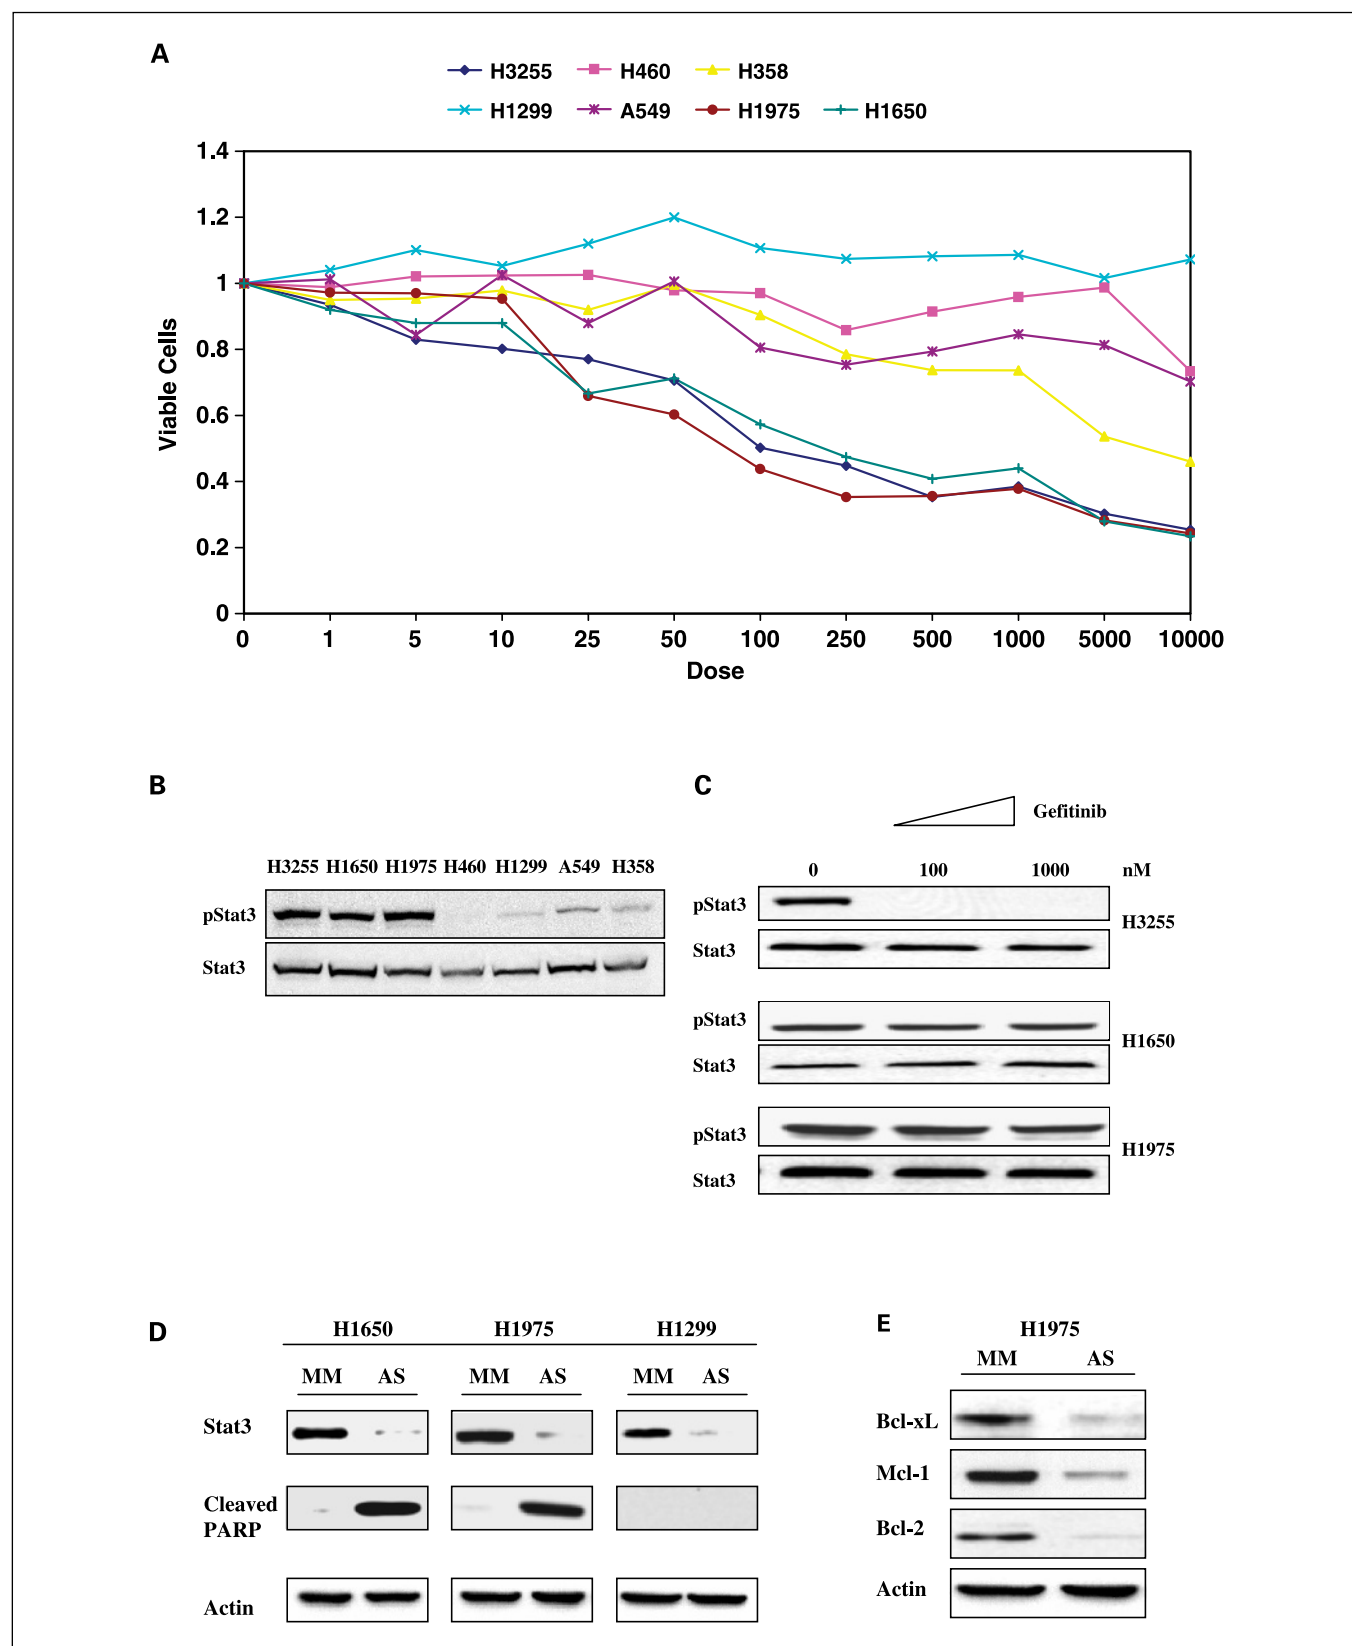 A
H3255 H460 H358
H1299 A549 H1975 H1650
1.4
1.2
1
0.8
0.6
0.4
0.2
0
Viable Cells
0 1 5 10 25 50 100 250 500 1000 5000 10000
Dose
B
H3255 H1650 H1975 H460 H1299 A549 H358
pStat3
Stat3
C
Gefitinib
0 100 1000 nM
pStat3
H3255
Stat3
pStat3
H1650
Stat3
pStat3
H1975
Stat3
D
H1650 H1975 H1299
MM AS MM AS MM AS
Stat3
Cleaved
PARP
Actin
E
H1975
MM AS
Bcl-xL
Mcl-1
Bcl-2
Actin